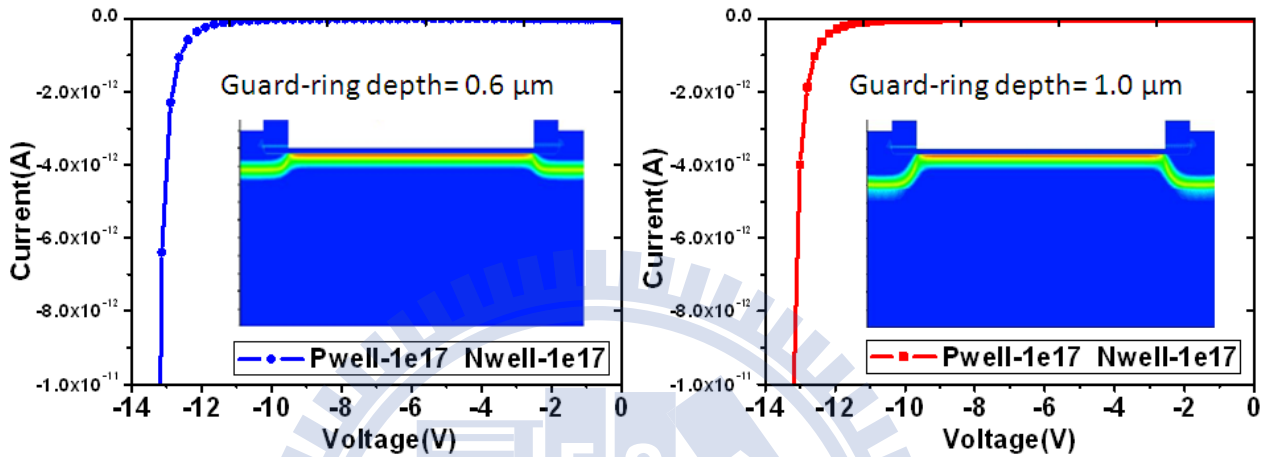 0.0
-2.0x10⁻¹²
-4.0x10⁻¹²
-6.0x10⁻¹²
-8.0x10⁻¹²
-1.0x10⁻¹¹
Current(A)
Guard-ring depth= 0.6 µm
Pwell-1e17 Nwell-1e17
-14 -12 -10 -8 -6 -4 -2 0
Voltage(V)
0.0
-2.0x10⁻¹²
-4.0x10⁻¹²
-6.0x10⁻¹²
-8.0x10⁻¹²
-1.0x10⁻¹¹
Current(A)
Guard-ring depth= 1.0 µm
Pwell-1e17 Nwell-1e17
-14 -12 -10 -8 -6 -4 -2 0
Voltage(V)